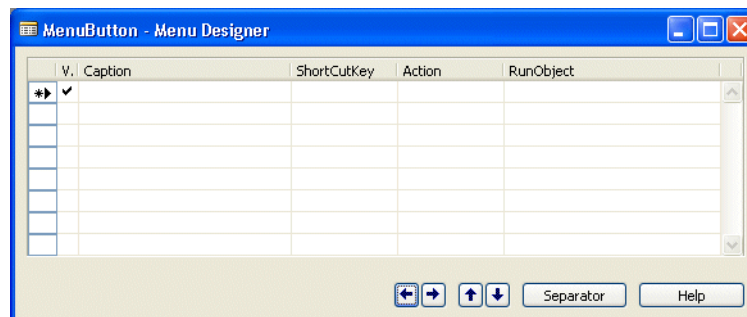 MenuButton - Menu Designer
V. Caption ShortCutKey Action RunObject
Separator Help